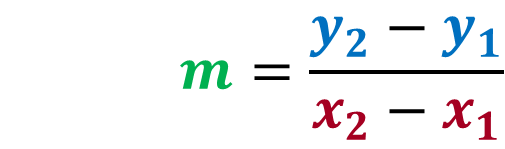 m = (y₂ − y₁) / (x₂ − x₁)